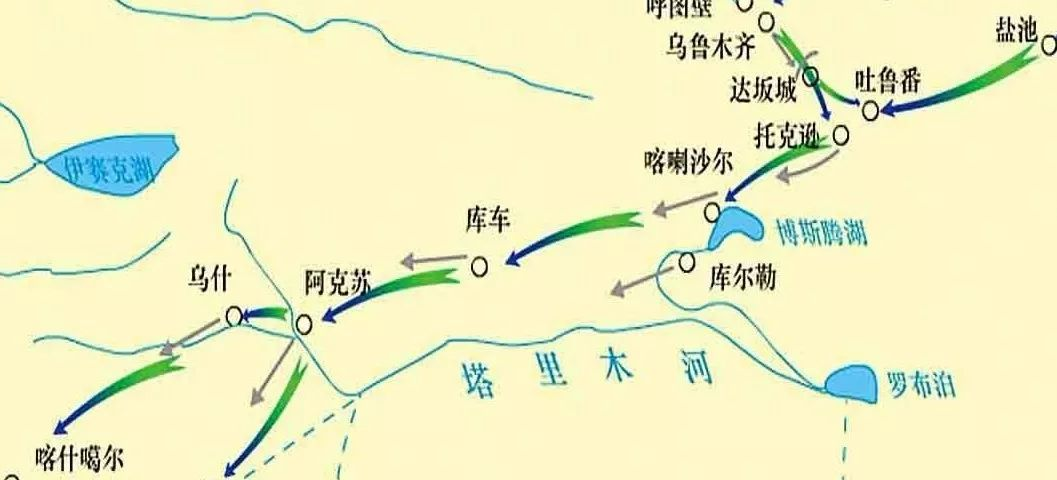 呼图壁
盐池
乌鲁木齐
达坂城
吐鲁番
托克逊
喀喇沙尔
伊赛克湖
库车
博斯腾湖
乌什
阿克苏
库尔勒
塔里木河
罗布泊
喀什噶尔